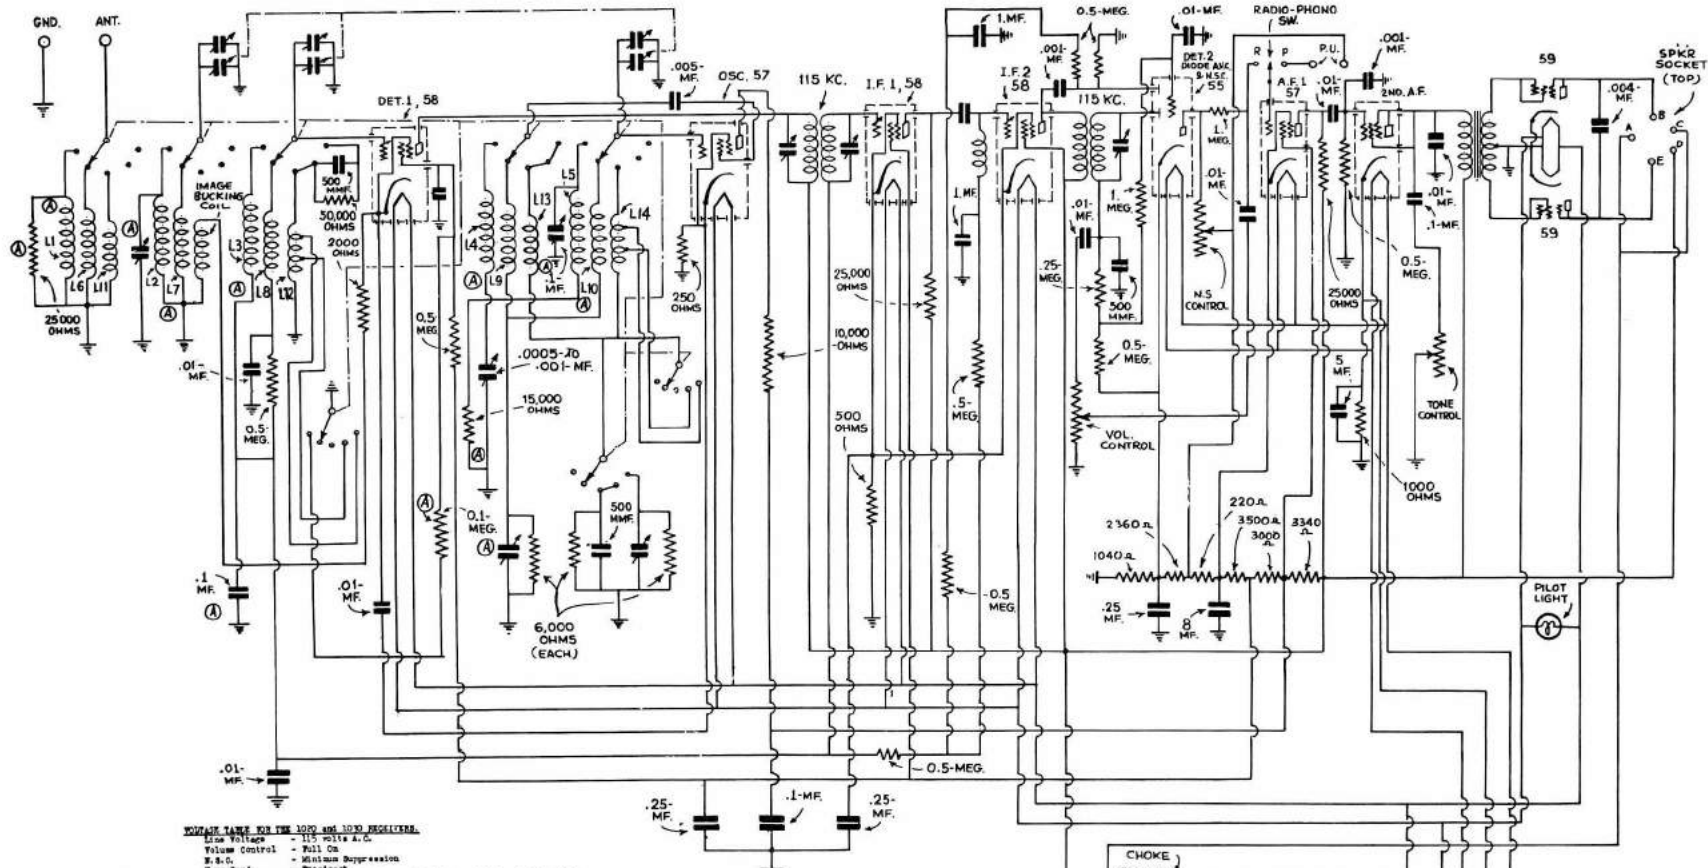 GND.
ANT.
DET.1, 58
.005-
MF.
OSC. 57
115 KC.
I.F.1, 58
1. MF.
.001-
MF.
I.F.2
58
0.5-MEG.
115 KC.
.01-MF.
DET.2
DIODE A.V.C.
& N.S.C.
55
RADIO-PHONO
SW.
R
P
P.U.
A.F.1
57
.01-
MF.
.001-
MF.
2ND. A.F.
59
59
.004-
MF.
SPKR
SOCKET
(TOP)
A
B
C
D
E
IMAGE
BUCKING
COIL
500
MMF.
50,000
OHMS
2000
OHMS
A
L1
A
25000
OHMS
L6
L11
A
L2
L7
A
L3
A
L8
L12
L4
L9
L13
A
.1-
MF.
L5
L10
A
L14
250
OHMS
1.
MEG.
.01-
MF.
1. MF.
.01
MF.
1.
MEG.
.25-
MEG.
500
MMF.
N.S.
CONTROL
25000
OHMS
0.5-
MEG.
.01-
MF.
.1-MF.
25,000
OHMS
10,000
-OHMS
0.5
MEG.
.01-
MF.
0.5-
MEG.
.0005-TO
.001-MF.
15,000
OHMS
A
.5-
MEG.
500
OHMS
0.5-
MEG.
VOL.
CONTROL
5
MF.
TONE
CONTROL
1000
OHMS
A
0.1-
MEG.
A
500
MMF.
6,000
OHMS
(EACH)
.1
MF.
A
.01-
MF.
-0.5
MEG.
1040Ω
2360Ω
220Ω
3500Ω
3000
Ω
3340
Ω
.25
MF.
8
MF.
PILOT
LIGHT
.01-
MF.
0.5-MEG.
.25-
MF.
.1-MF.
.25-
MF.
CHOKE
VOLTAGE TABLE FOR THE 1020 and 1030 RECEIVERS.
Line Voltage - 115 volts A.C.
Volume Control - Full On
N.S.C. - Minimum Suppression